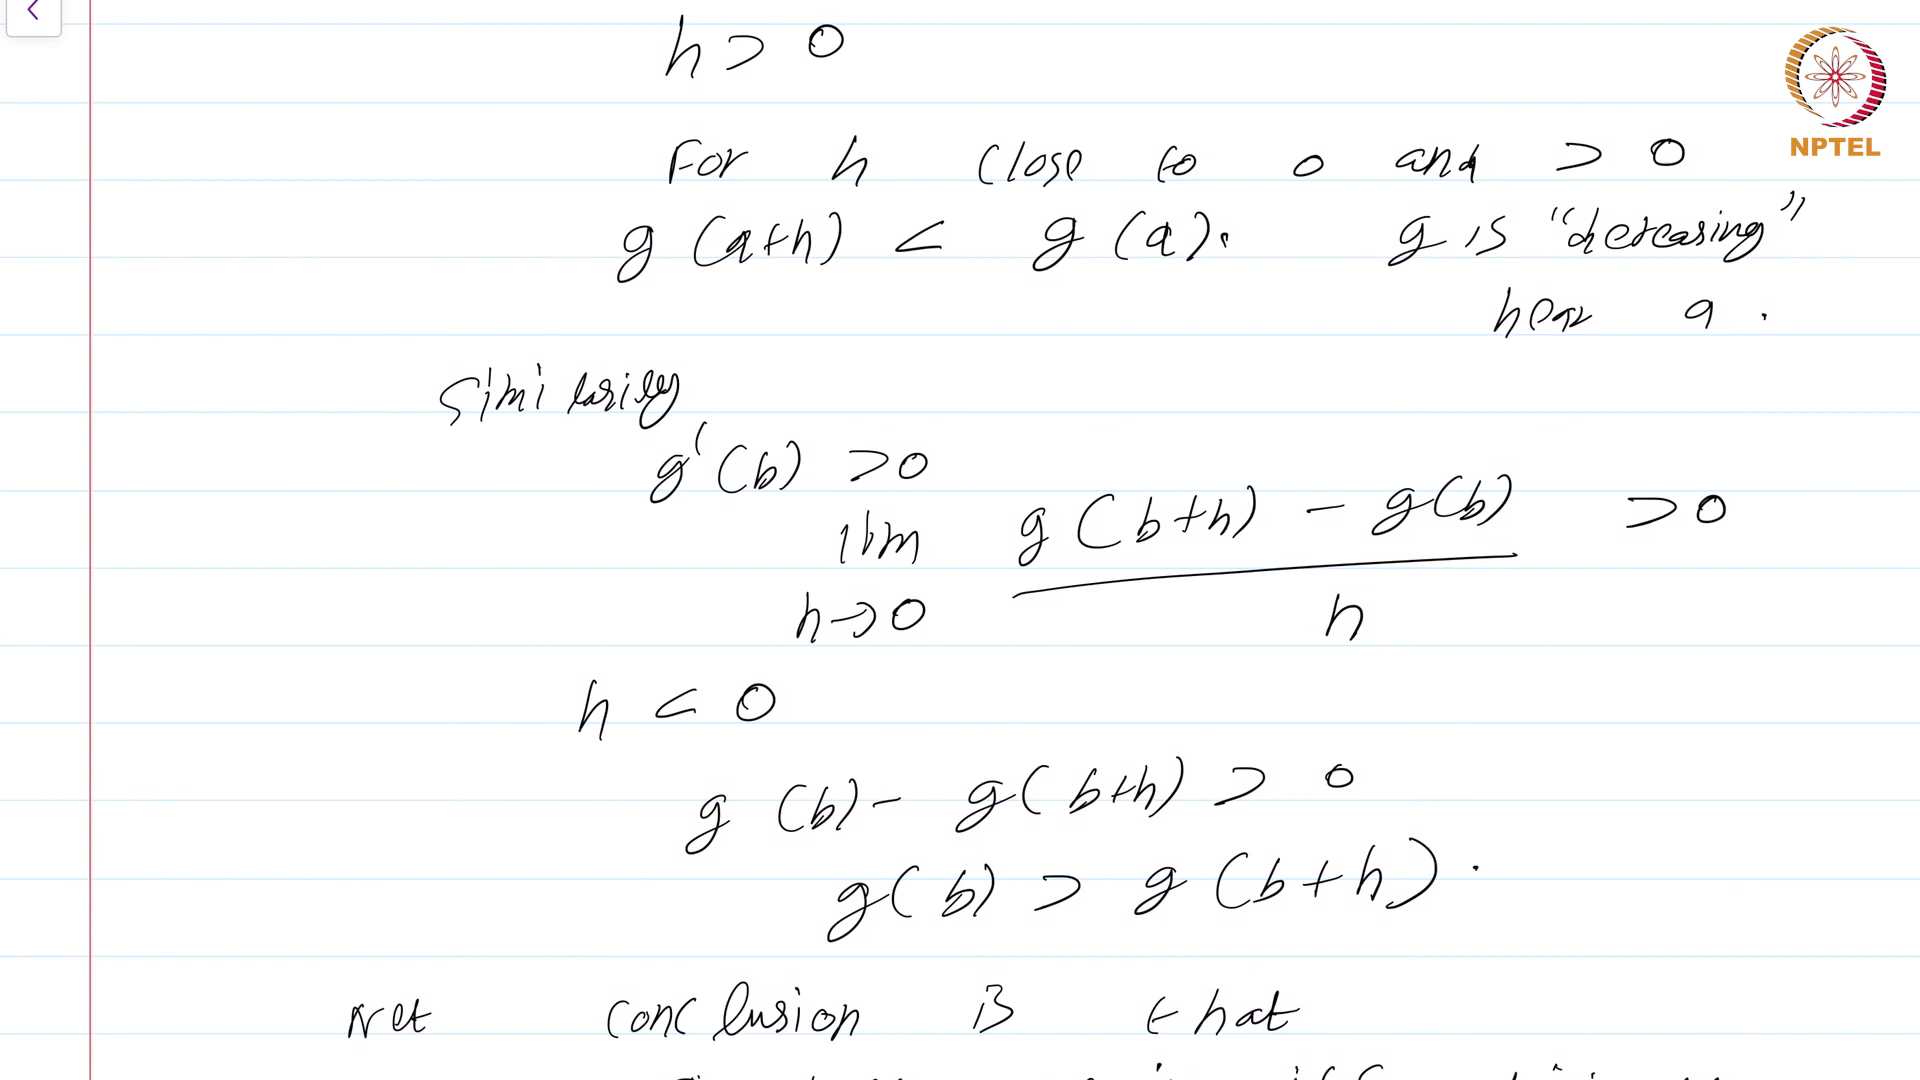 h > 0
For h close to 0 and > 0
g(a+h) < g(a). g is "decreasing"
near a.
Similarly
g'(b) > 0
lim g(b+h) - g(b) > 0
h→0 h
h < 0
g(b) - g(b+h) > 0
g(b) > g(b+h).
Net conclusion is that
NPTEL